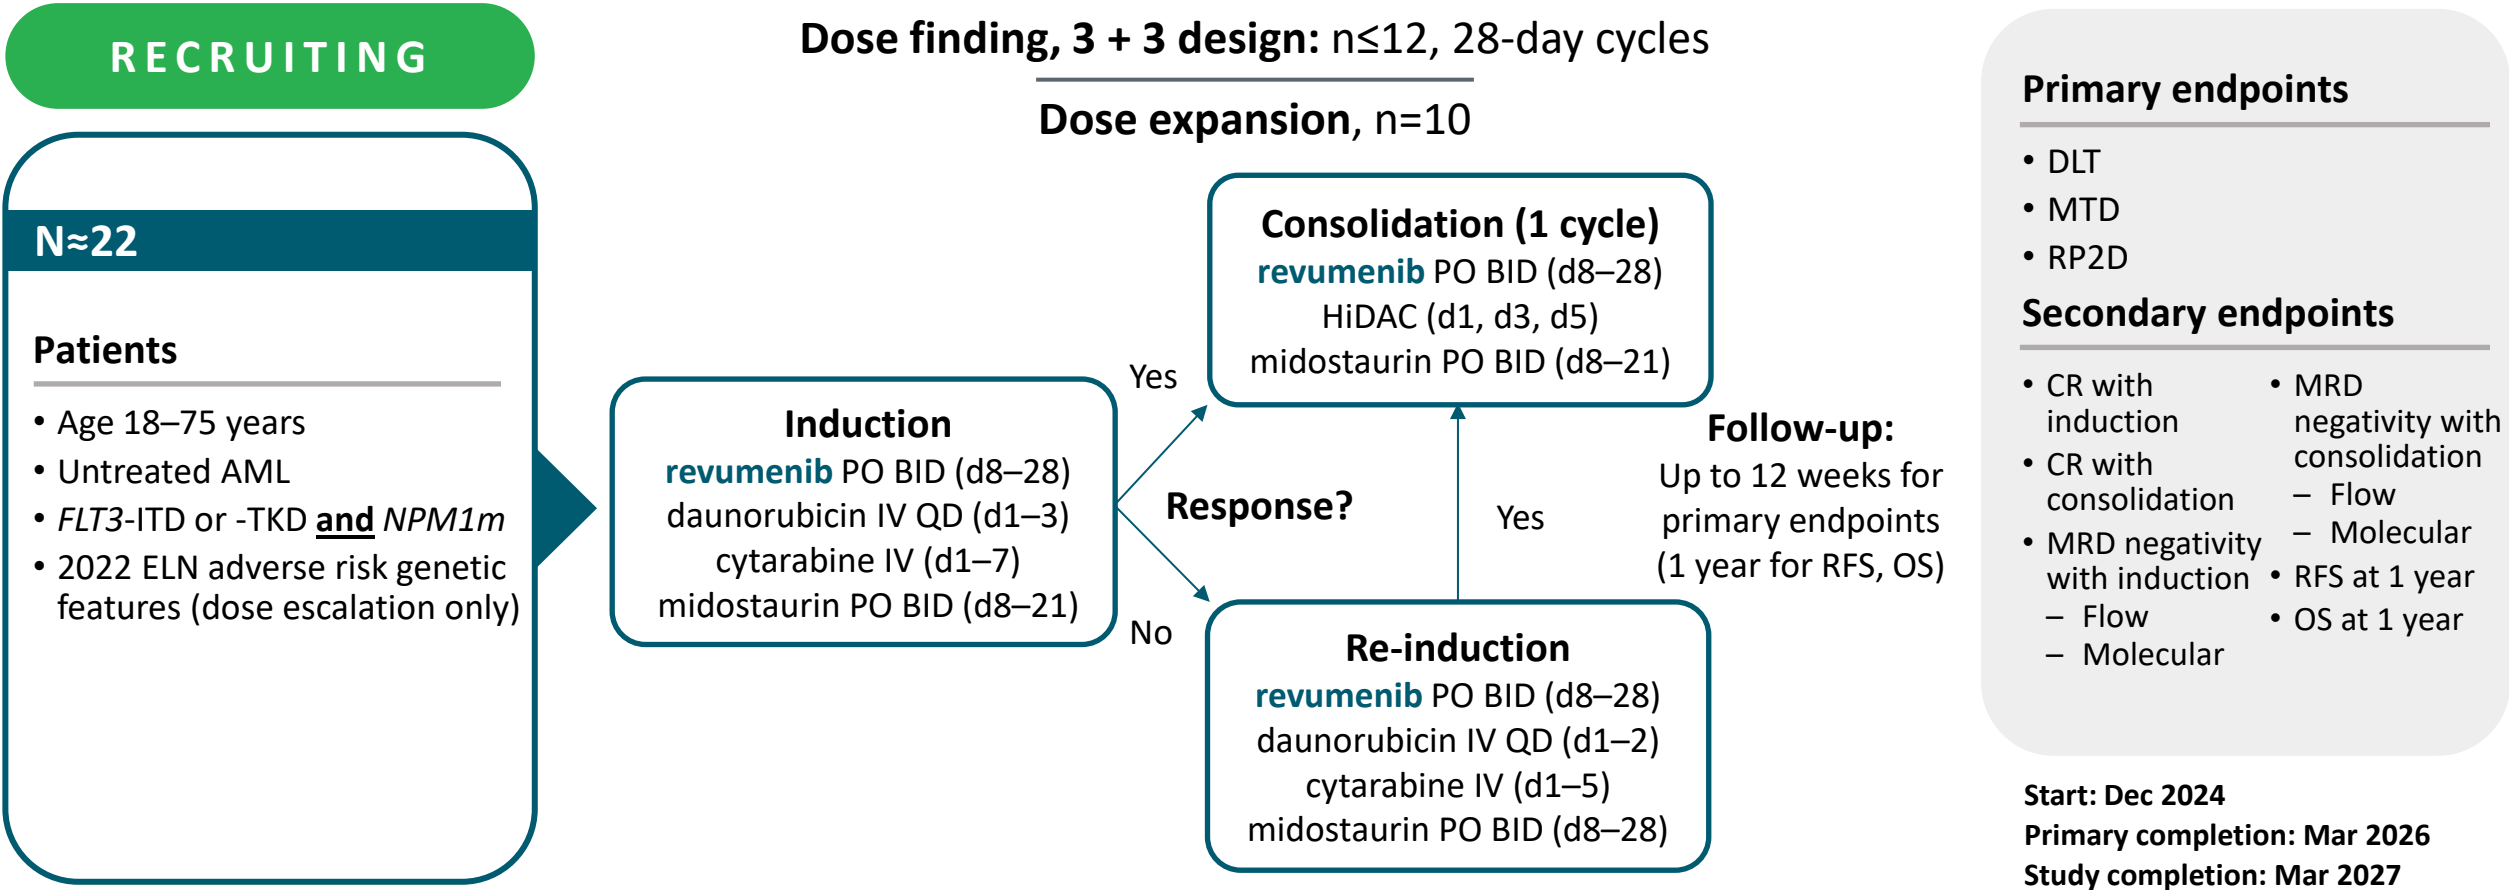 RECRUITING
Dose finding, 3 + 3 design: n≤12, 28-day cycles
Dose expansion, n=10
N≈22
Patients
• Age 18–75 years
• Untreated AML
• FLT3-ITD or -TKD and NPM1m
• 2022 ELN adverse risk genetic
features (dose escalation only)
Induction
revumenib PO BID (d8–28)
daunorubicin IV QD (d1–3)
cytarabine IV (d1–7)
midostaurin PO BID (d8–21)
Response?
Yes
No
Consolidation (1 cycle)
revumenib PO BID (d8–28)
HiDAC (d1, d3, d5)
midostaurin PO BID (d8–21)
Yes
Re-induction
revumenib PO BID (d8–28)
daunorubicin IV QD (d1–2)
cytarabine IV (d1–5)
midostaurin PO BID (d8–28)
Follow-up:
Up to 12 weeks for
primary endpoints
(1 year for RFS, OS)
Primary endpoints
• DLT
• MTD
• RP2D
Secondary endpoints
• CR with
induction
• CR with
consolidation
• MRD negativity
with induction
– Flow
– Molecular
• MRD
negativity with
consolidation
– Flow
– Molecular
• RFS at 1 year
• OS at 1 year
Start: Dec 2024
Primary completion: Mar 2026
Study completion: Mar 2027